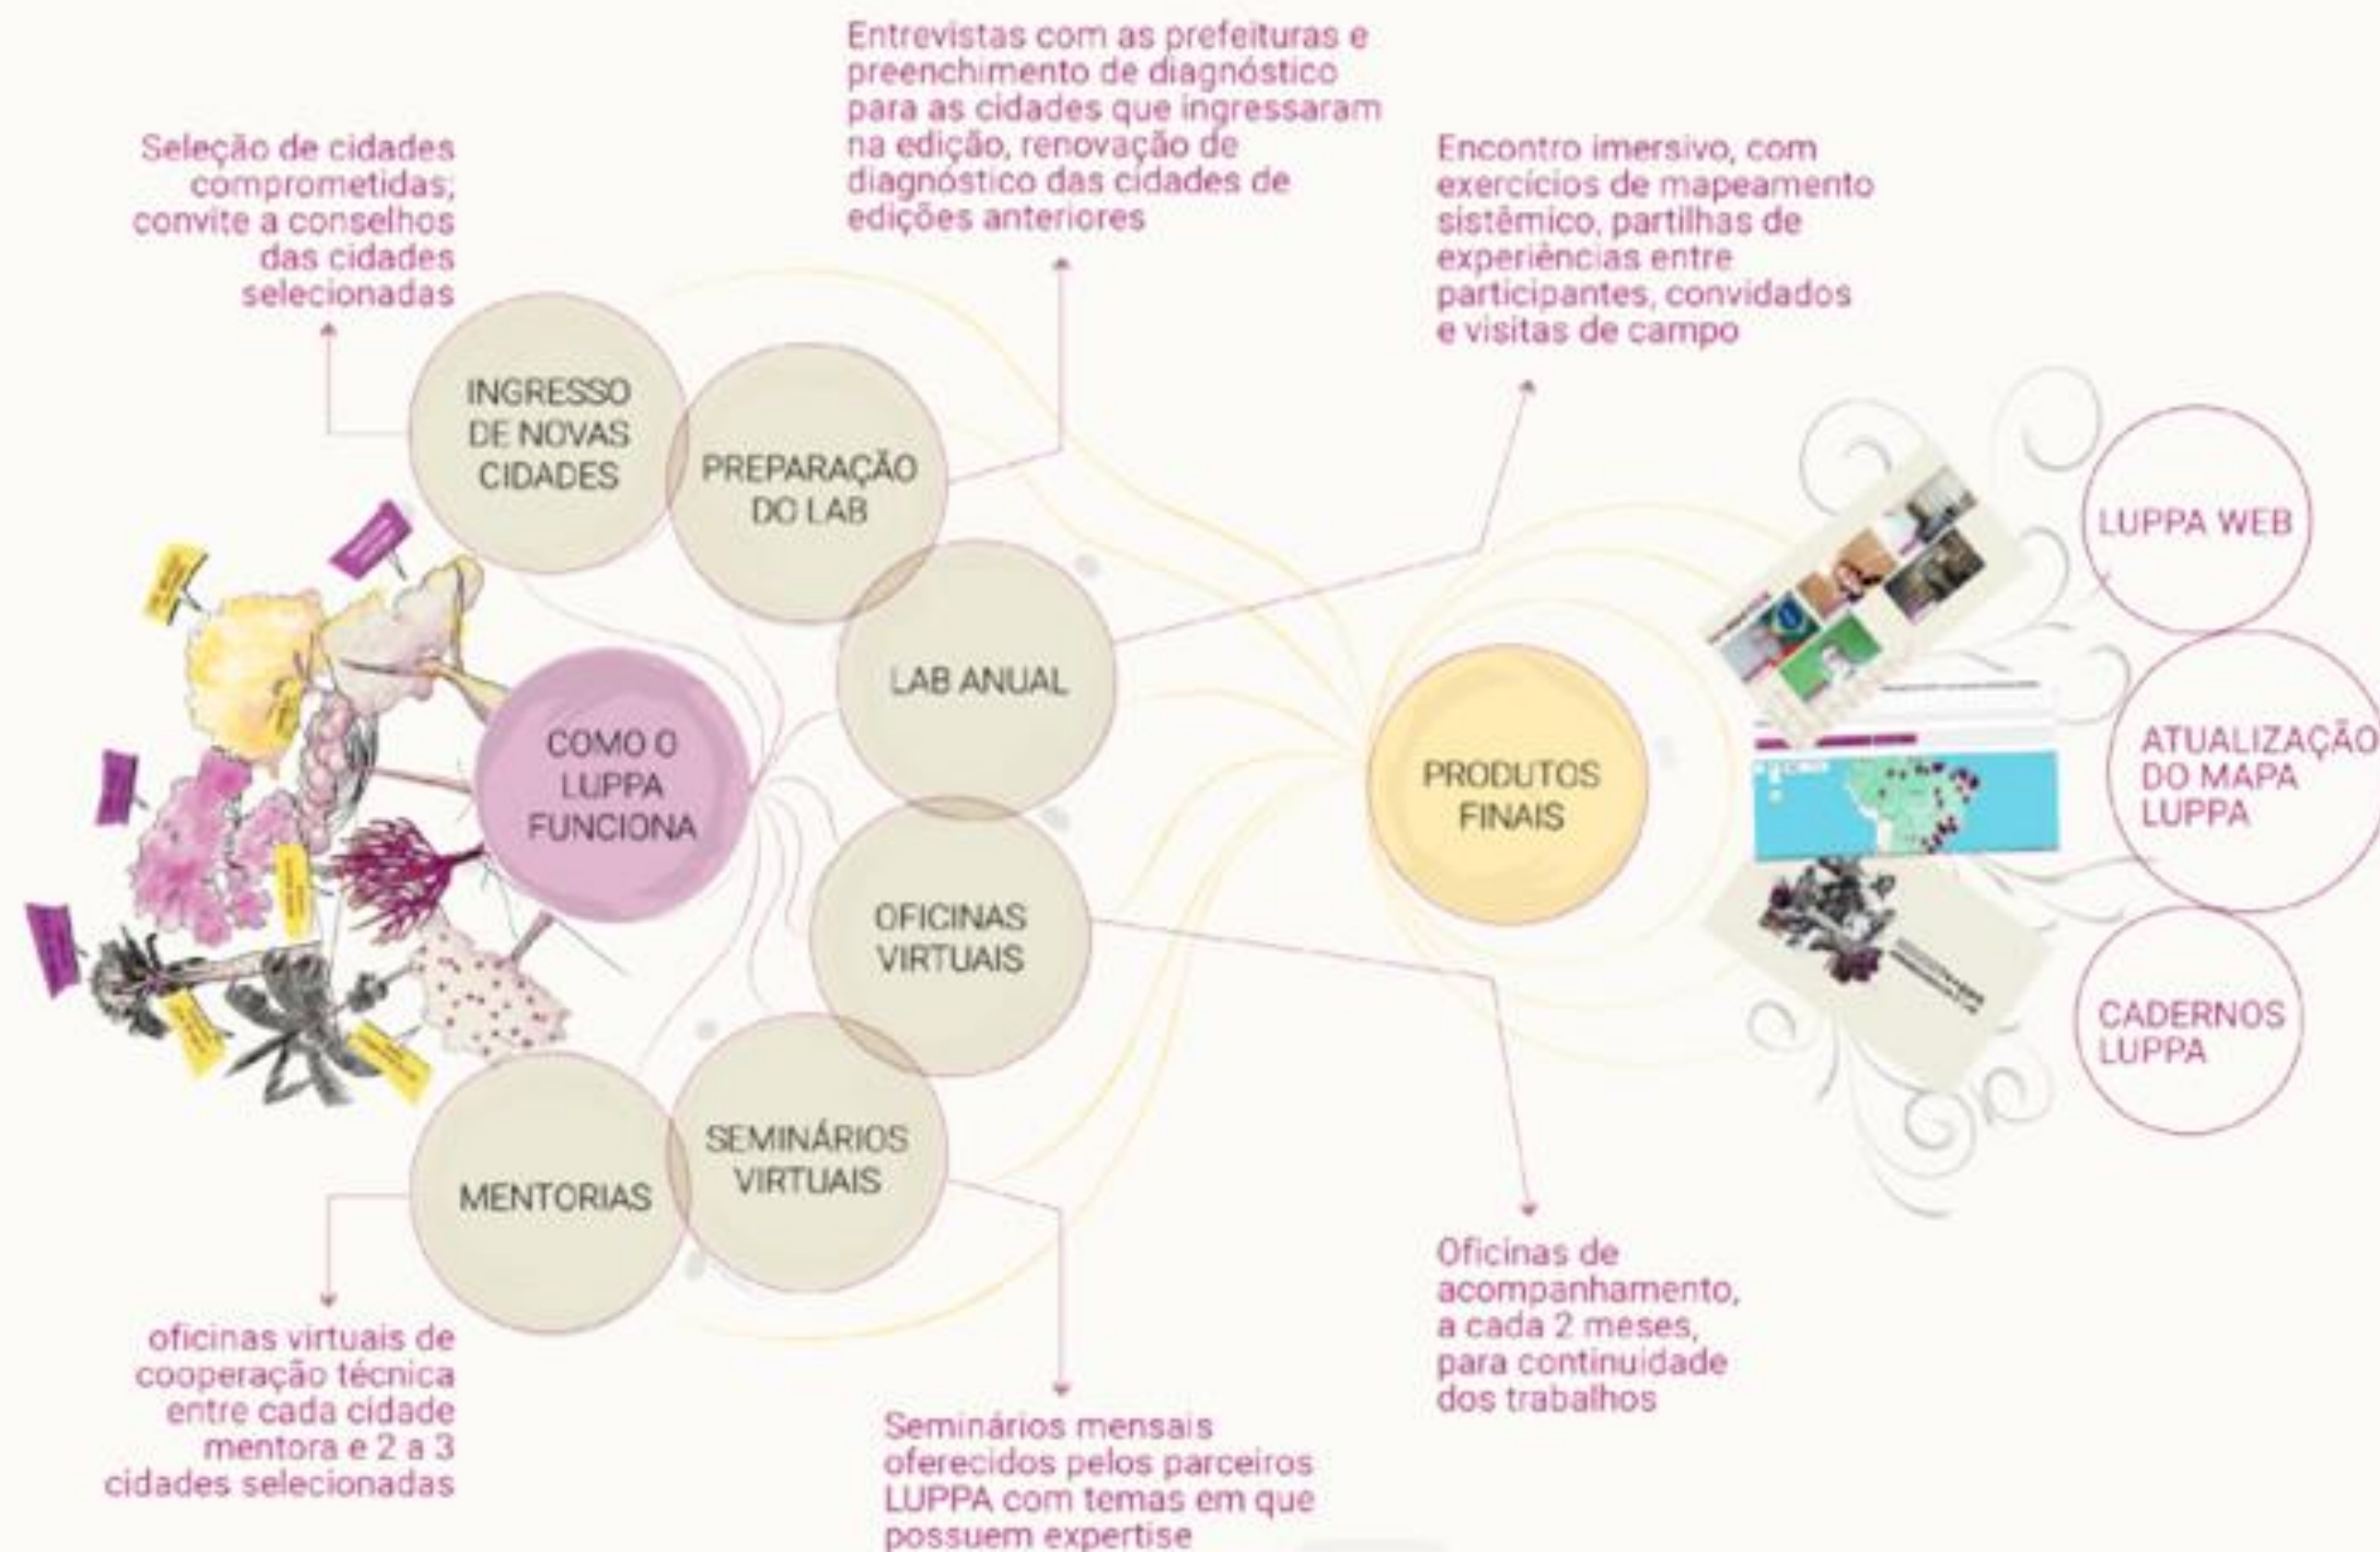 Entrevistas com as prefeituras e
preenchimento de diagnóstico
para as cidades que ingressaram
na edição, renovação de
diagnóstico das cidades de
edições anteriores
Seleção de cidades
comprometidas;
convite a conselhos
das cidades
selecionadas
Encontro imersivo, com
exercícios de mapeamento
sistêmico, partilhas de
experiências entre
participantes, convidados
e visitas de campo
INGRESSO
DE NOVAS
CIDADES
PREPARAÇÃO
DO LAB
LAB ANUAL
COMO O
LUPPA
FUNCIONA
OFICINAS
VIRTUAIS
SEMINÁRIOS
VIRTUAIS
MENTORIAS
PRODUTOS
FINAIS
LUPPA WEB
ATUALIZAÇÃO
DO MAPA
LUPPA
CADERNOS
LUPPA
oficinas virtuais de
cooperação técnica
entre cada cidade
mentora e 2 a 3
cidades selecionadas
Seminários mensais
oferecidos pelos parceiros
LUPPA com temas em que
possuem expertise
Oficinas de
acompanhamento,
a cada 2 meses,
para continuidade
dos trabalhos